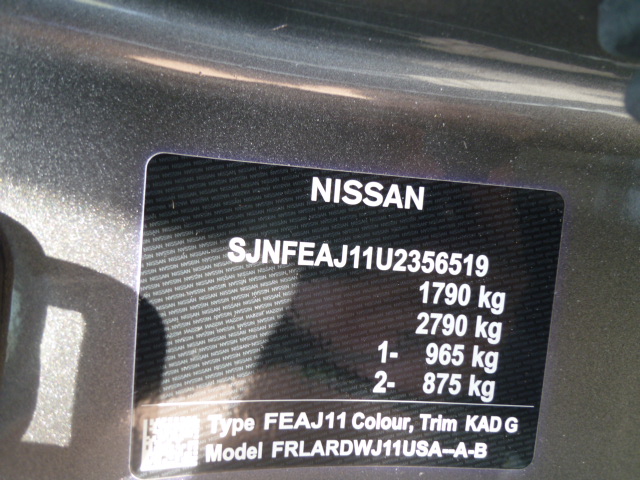 NISSAN
SJNFEAJ11U2356519
1790 kg
2790 kg
1- 965 kg
2- 875 kg
Type FEAJ11 Colour, Trim KAD G
Model FRLARDWJ11USA--A-B